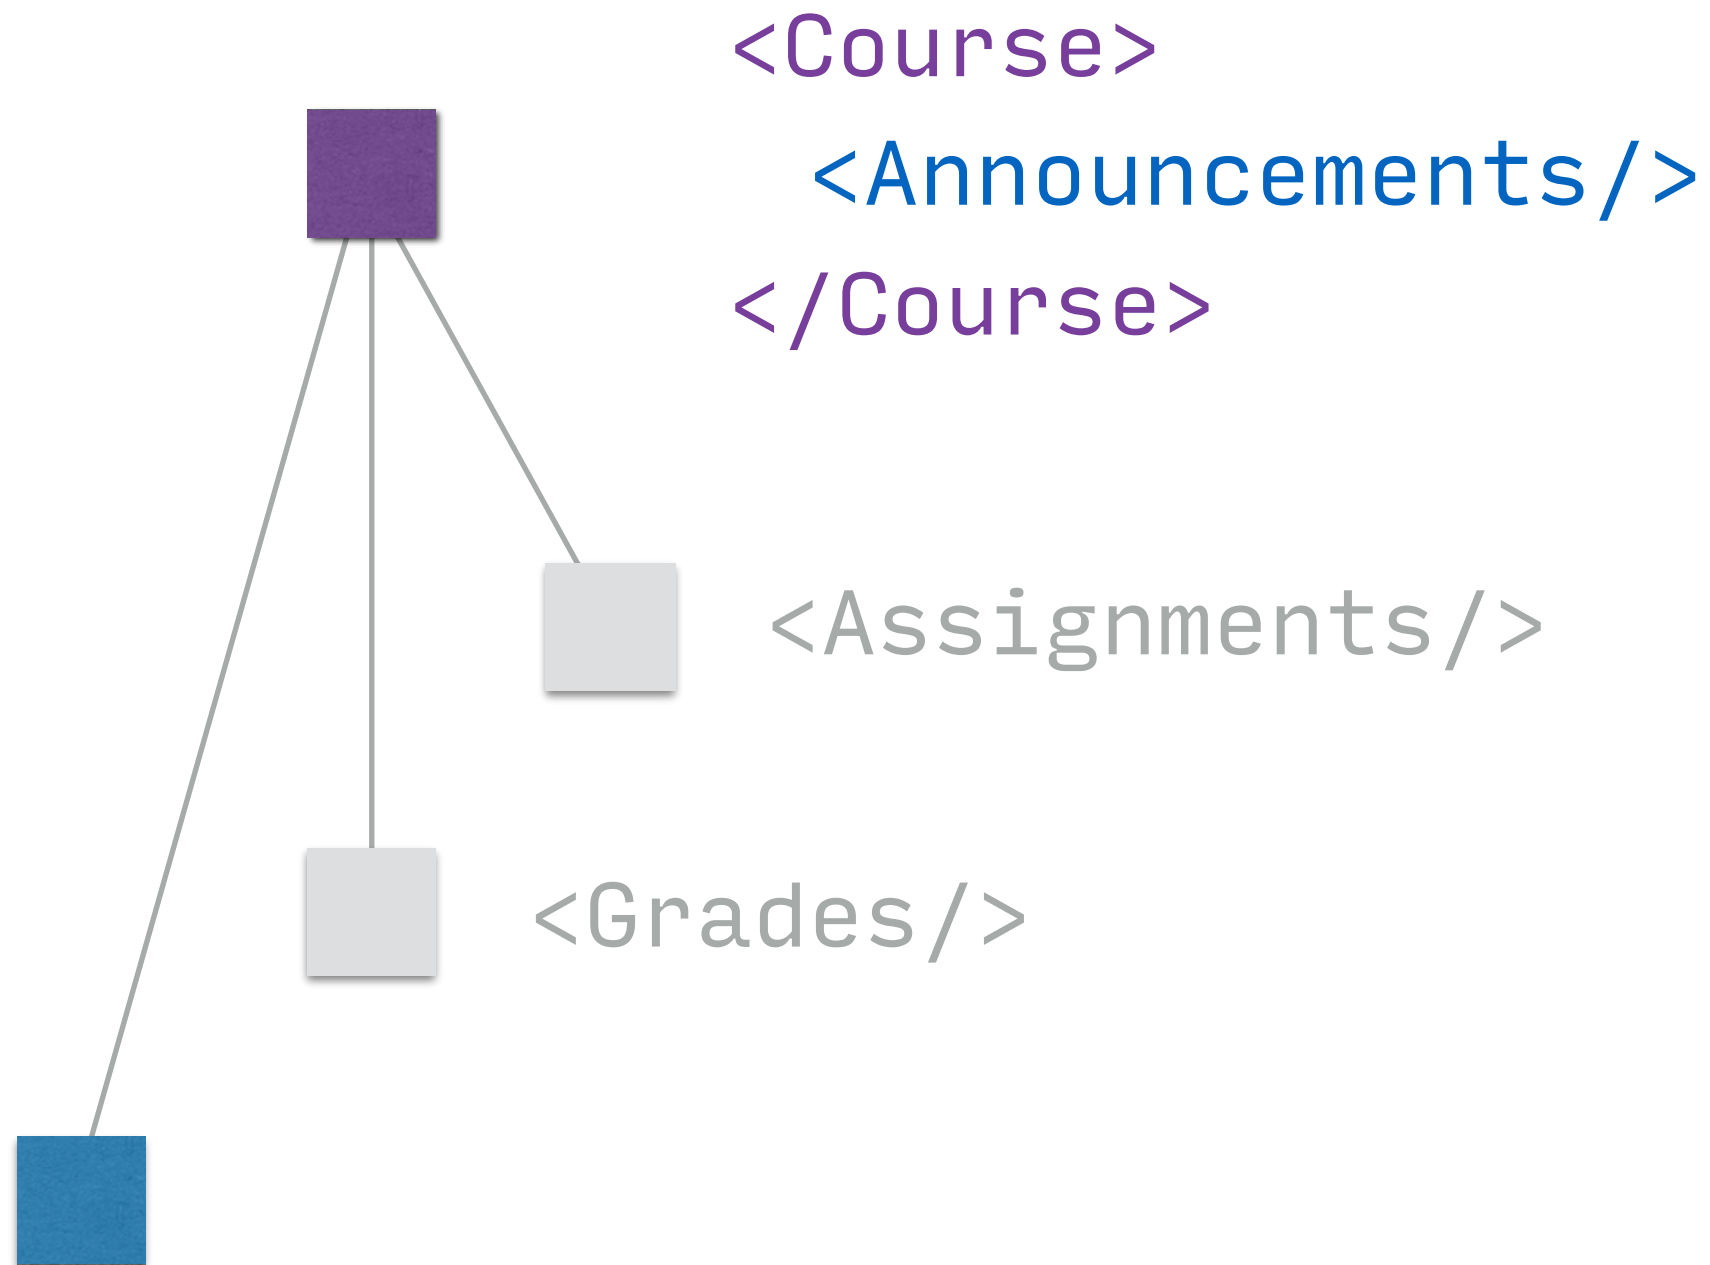 <Course>
<Announcements/>
</Course>
<Assignments/>
<Grades/>